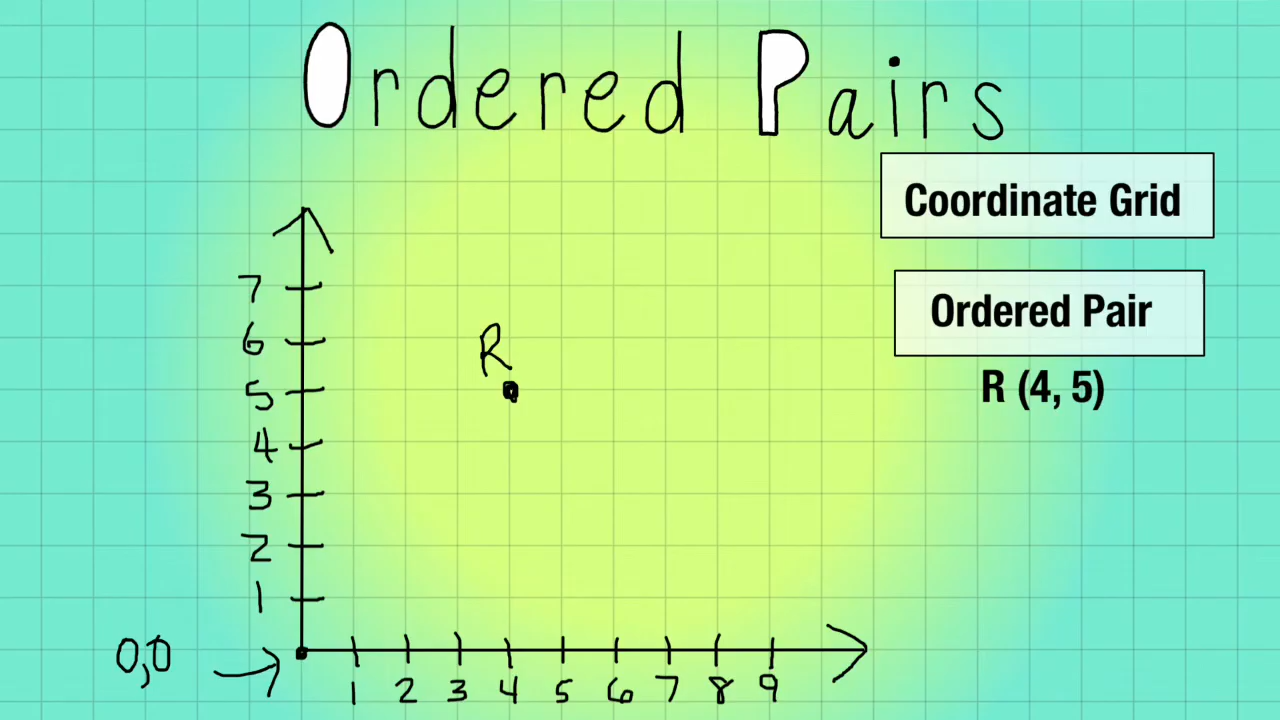 Ordered Pairs
Coordinate Grid
Ordered Pair
R (4, 5)
7
6
R
5
4
3
2
1
0,0
1 2 3 4 5 6 7 8 9